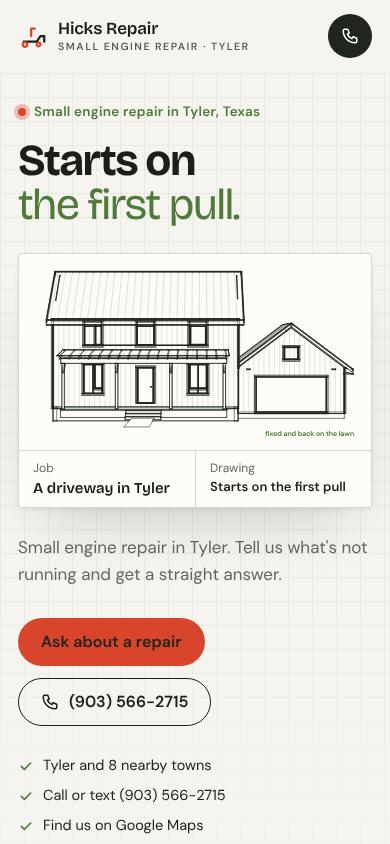 Hicks Repair
SMALL ENGINE REPAIR · TYLER
Small engine repair in Tyler, Texas
Starts on
the first pull.
fixed and back on the lawn
Job
A driveway in Tyler
Drawing
Starts on the first pull
Small engine repair in Tyler. Tell us what's not
running and get a straight answer.
Ask about a repair
(903) 566-2715
Tyler and 8 nearby towns
Call or text (903) 566-2715
Find us on Google Maps